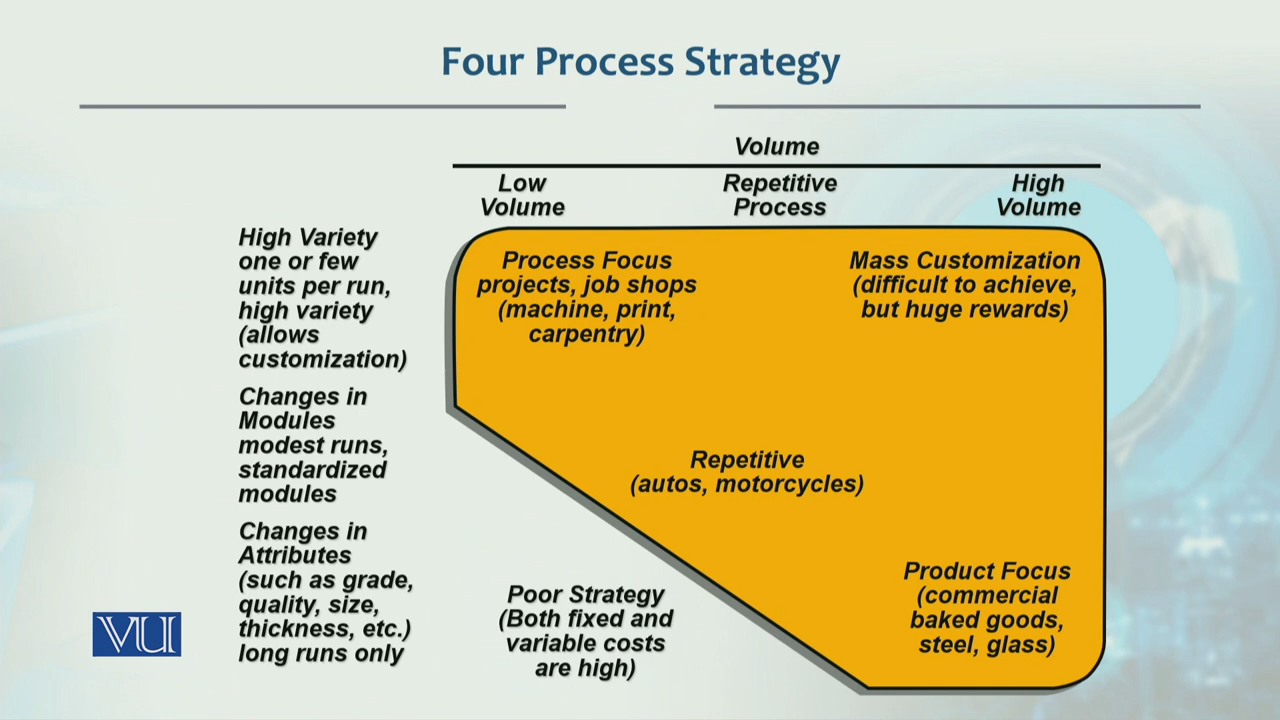 Four Process Strategy
Volume
Low
Volume
Repetitive
Process
High
Volume
High Variety
one or few
units per run,
high variety
(allows
customization)
Changes in
Modules
modest runs,
standardized
modules
Changes in
Attributes
(such as grade,
quality, size,
thickness, etc.)
long runs only
Process Focus
projects, job shops
(machine, print,
carpentry)
Mass Customization
(difficult to achieve,
but huge rewards)
Repetitive
(autos, motorcycles)
Poor Strategy
(Both fixed and
variable costs
are high)
Product Focus
(commercial
baked goods,
steel, glass)
VU